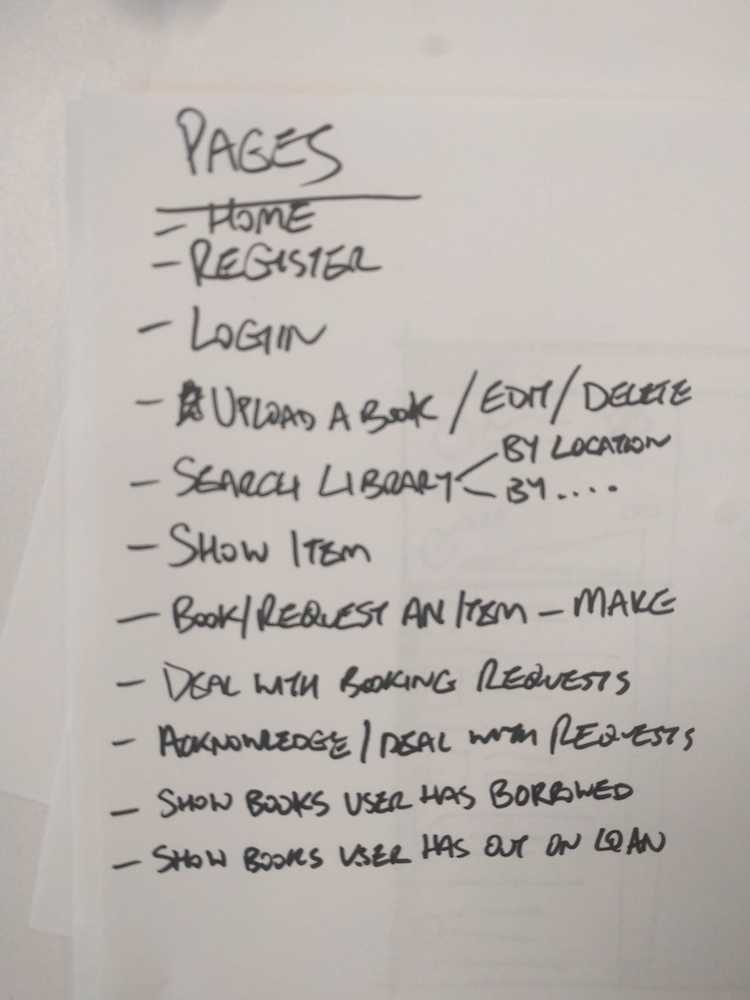 PAGES
- HOME
- REGISTER
- LOGIN
- UPLOAD A BOOK / EDIT / DELETE
- SEARCH LIBRARY < BY LOCATION
BY....
- SHOW ITEM
- BOOK/REQUEST AN ITEM - MAKE
- DEAL WITH BOOKING REQUESTS
- ACKNOWLEDGE / DEAL WITH REQUESTS
- SHOW BOOKS USER HAS BORROWED
- SHOW BOOKS USER HAS OUT ON LOAN